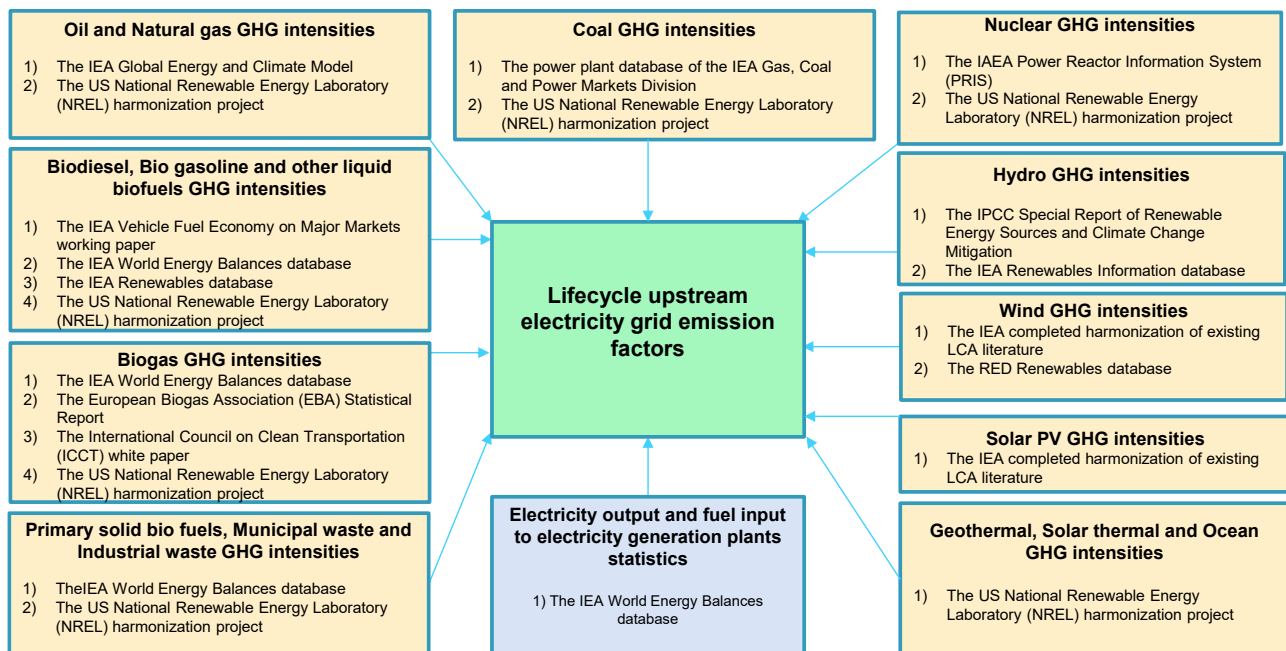 Oil and Natural gas GHG intensities
1) The IEA Global Energy and Climate Model
2) The US National Renewable Energy Laboratory
(NREL) harmonization project
Coal GHG intensities
1) The power plant database of the IEA Gas, Coal
and Power Markets Division
2) The US National Renewable Energy Laboratory
(NREL) harmonization project
Nuclear GHG intensities
1) The IAEA Power Reactor Information System
(PRIS)
2) The US National Renewable Energy
Laboratory (NREL) harmonization project
Biodiesel, Bio gasoline and other liquid
biofuels GHG intensities
1) The IEA Vehicle Fuel Economy on Major Markets
working paper
2) The IEA World Energy Balances database
3) The IEA Renewables database
4) The US National Renewable Energy Laboratory
(NREL) harmonization project
Hydro GHG intensities
1) The IPCC Special Report of Renewable
Energy Sources and Climate Change
Mitigation
2) The IEA Renewables Information database
Lifecycle upstream
electricity grid emission
factors
Wind GHG intensities
1) The IEA completed harmonization of existing
LCA literature
2) The RED Renewables database
Biogas GHG intensities
1) The IEA World Energy Balances database
2) The European Biogas Association (EBA) Statistical
Report
3) The International Council on Clean Transportation
(ICCT) white paper
4) The US National Renewable Energy Laboratory
(NREL) harmonization project
Solar PV GHG intensities
1) The IEA completed harmonization of existing
LCA literature
Primary solid bio fuels, Municipal waste and
Industrial waste GHG intensities
1) TheIEA World Energy Balances database
2) The US National Renewable Energy Laboratory
(NREL) harmonization project
Electricity output and fuel input
to electricity generation plants
statistics
1) The IEA World Energy Balances
database
Geothermal, Solar thermal and Ocean
GHG intensities
1) The US National Renewable Energy
Laboratory (NREL) harmonization project